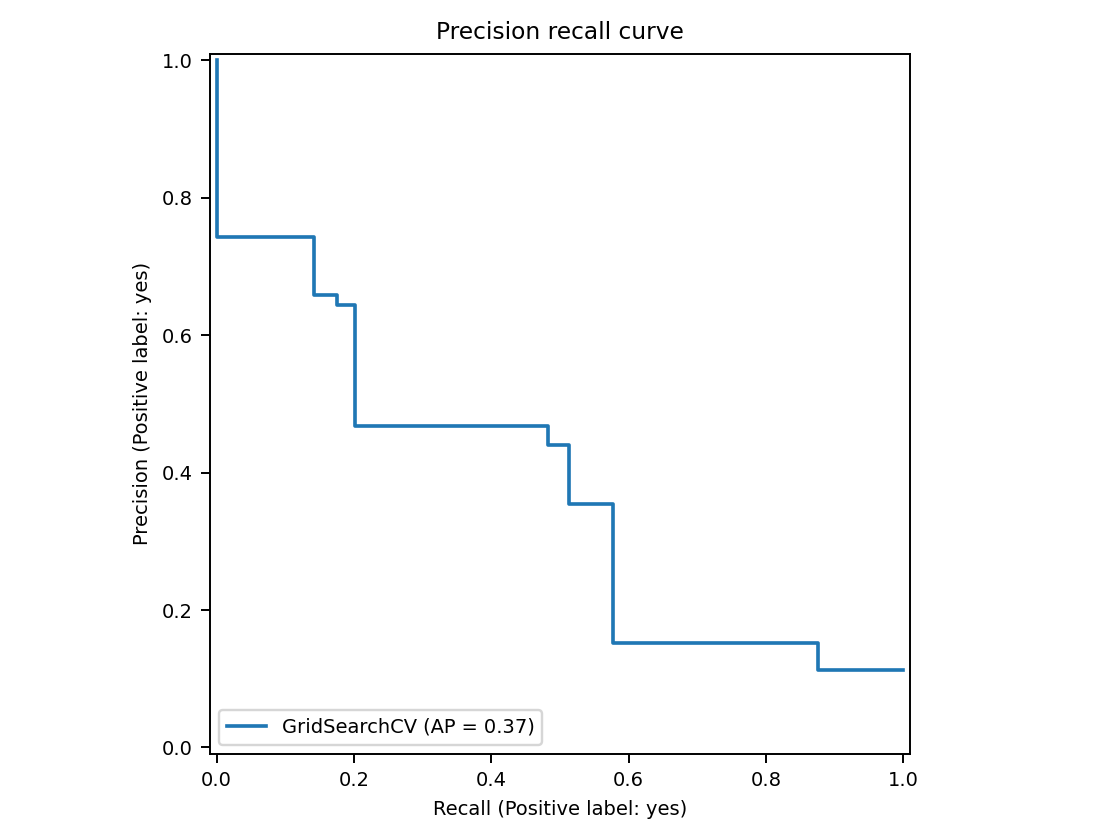 Precision recall curve
1.0
0.8
0.6
0.4
0.2
0.0
Precision (Positive label: yes)
GridSearchCV (AP = 0.37)
0.0 0.2 0.4 0.6 0.8 1.0
Recall (Positive label: yes)